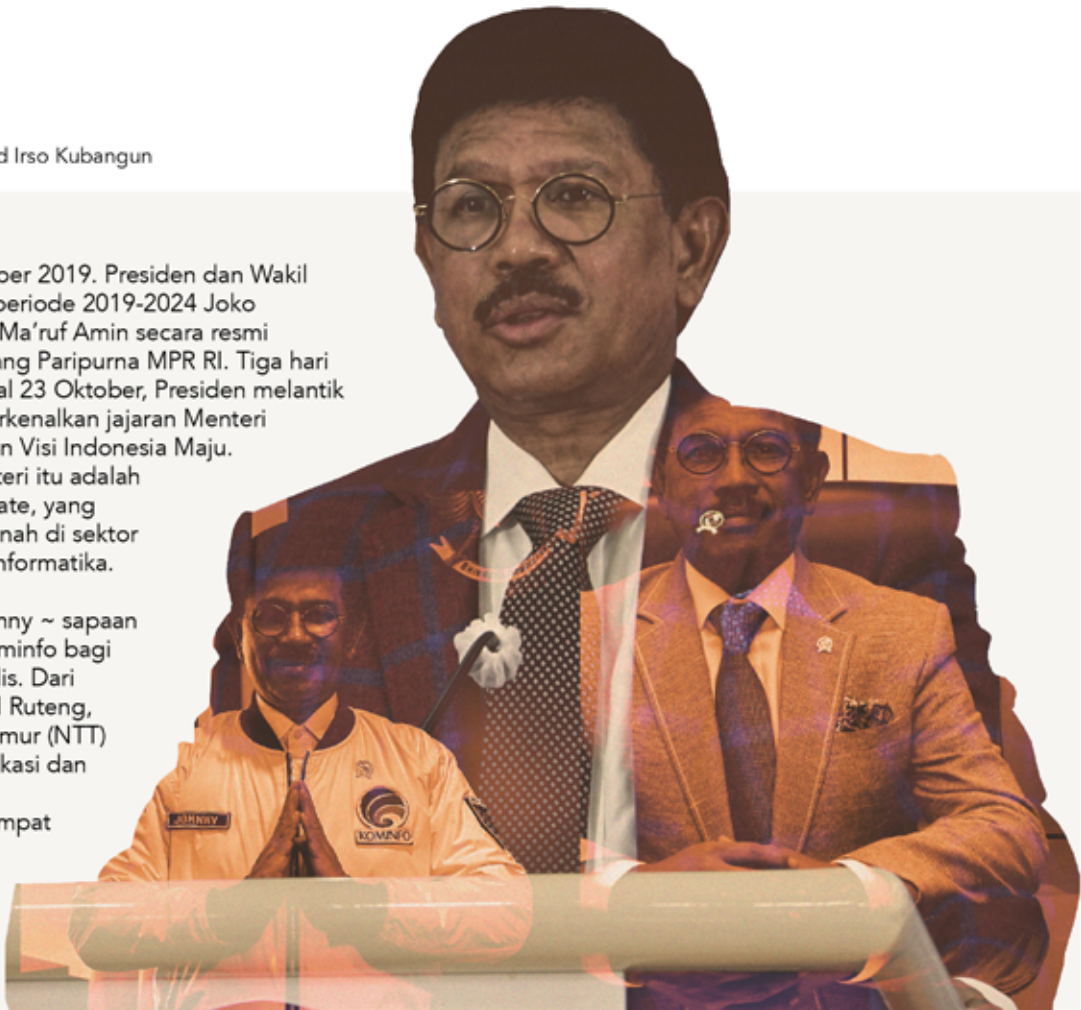 d Irso Kubangun
ber 2019. Presiden dan Wakil
periode 2019-2024 Joko
Ma’ruf Amin secara resmi
ang Paripurna MPR RI. Tiga hari
al 23 Oktober, Presiden melantik
rkenalkan jajaran Menteri
n Visi Indonesia Maju.
teri itu adalah
ate, yang
nah di sektor
nformatika.
nny ~ sapaan
minfo bagi
lis. Dari
l Ruteng,
mur (NTT)
kasi dan
mpat
JOHNNY
KOMINFO